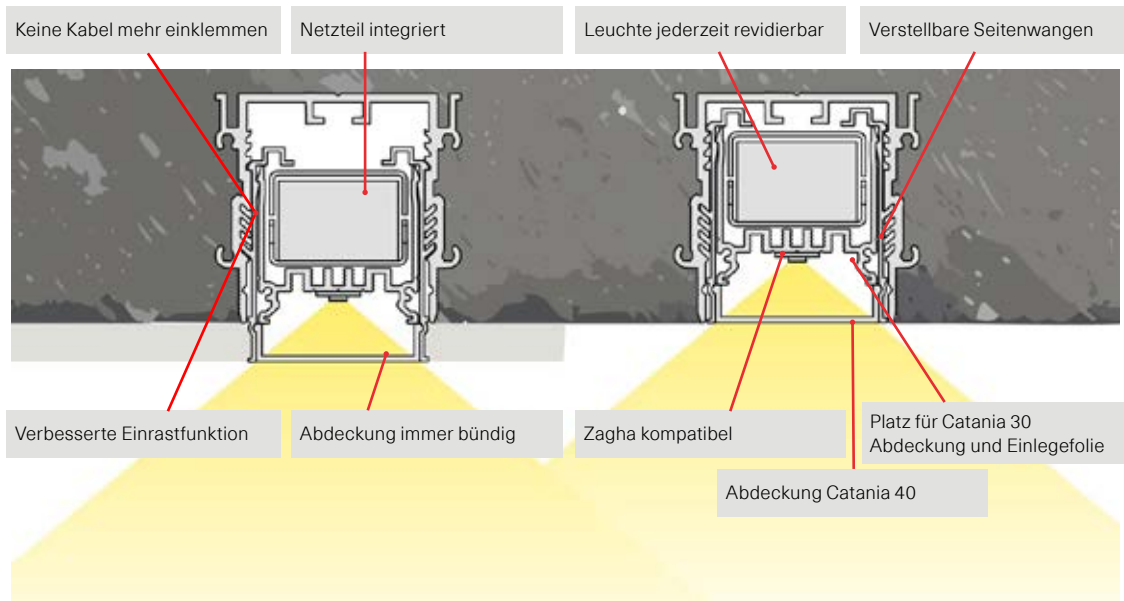 Keine Kabel mehr einklemmen
Netzteil integriert
Leuchte jederzeit revidierbar
Verstellbare Seitenwangen
Verbesserte Einrastfunktion
Abdeckung immer bündig
Zagha kompatibel
Platz für Catania 30
Abdeckung und Einlegefolie
Abdeckung Catania 40